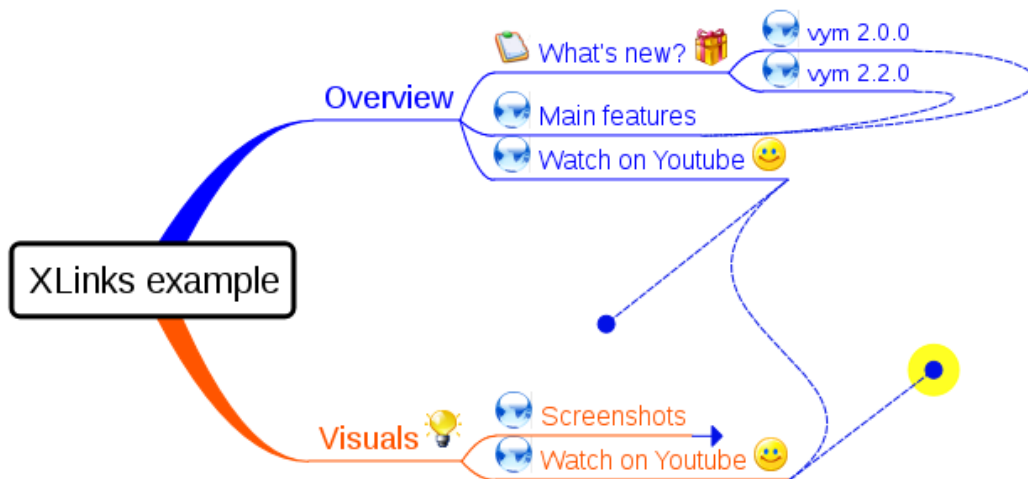 XLinks example
Overview
What's new?
vym 2.0.0
vym 2.2.0
Main features
Watch on Youtube
Visuals
Screenshots
Watch on Youtube